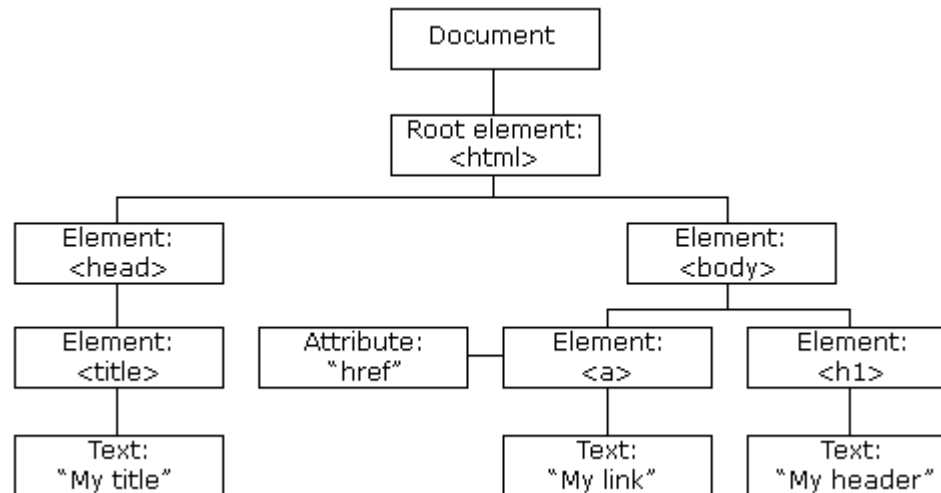 Document
Root element:
<html>
Element:
<head>
Element:
<body>
Element:
<title>
Attribute:
“href”
Element:
<a>
Element:
<h1>
Text:
“My title”
Text:
“My link”
Text:
“My header”